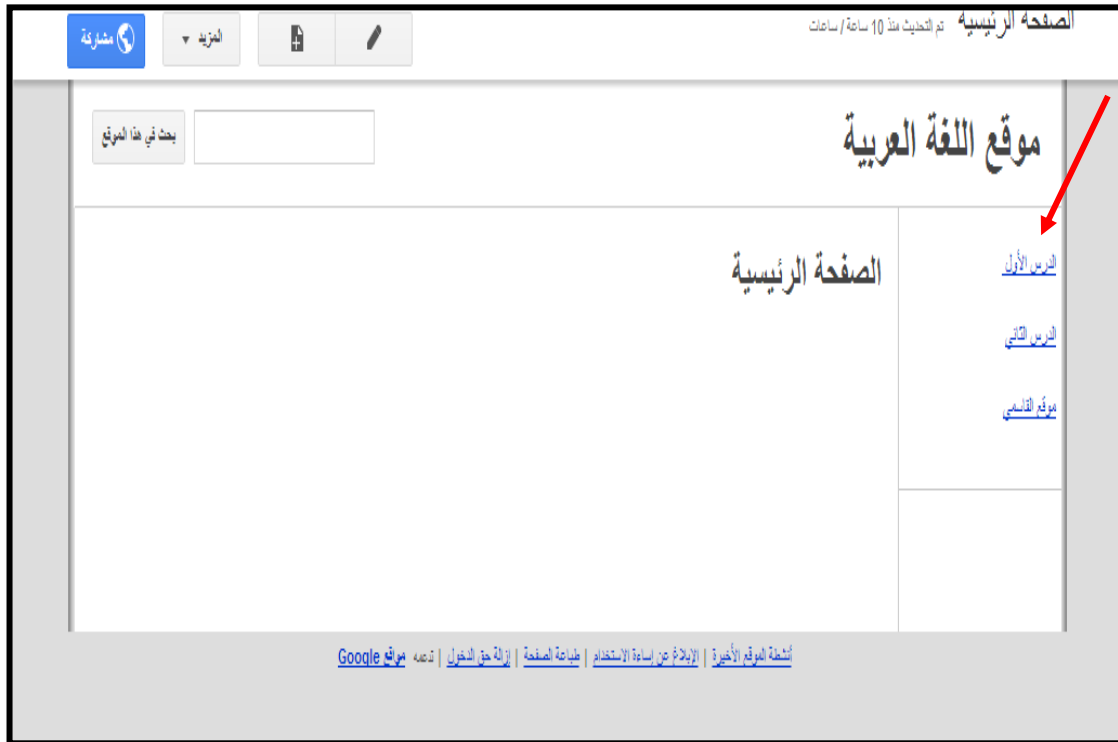 الصفحة الرئيسية تم التحديث منذ 10 ساعة / ساعات
المزيد
مشاركة
موقع اللغة العربية
بحث في هذا الموقع
الدرس الأول
الدرس الثاني
موقع القاسمي
الصفحة الرئيسية
أنشطة الموقع الأخيرة | الإبلاغ عن إساءة الاستخدام | طباعة الصفحة | إزالة حق الدخول | تدعمه مواقع Google